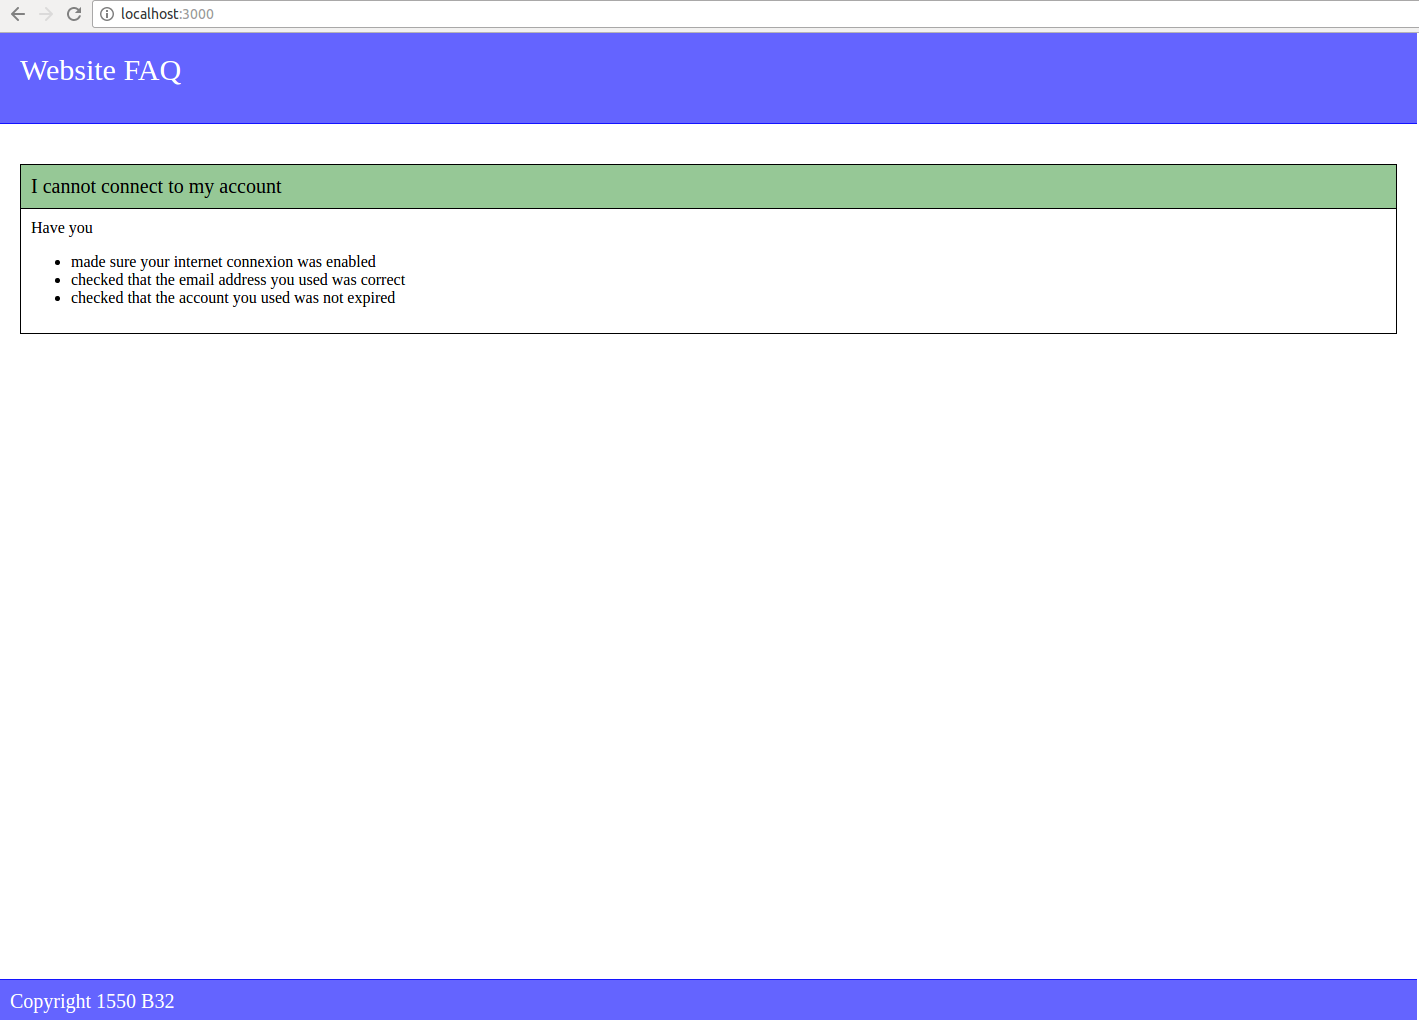 localhost:3000
Website FAQ
I cannot connect to my account
Have you
made sure your internet connexion was enabled
checked that the email address you used was correct
checked that the account you used was not expired
Copyright 1550 B32